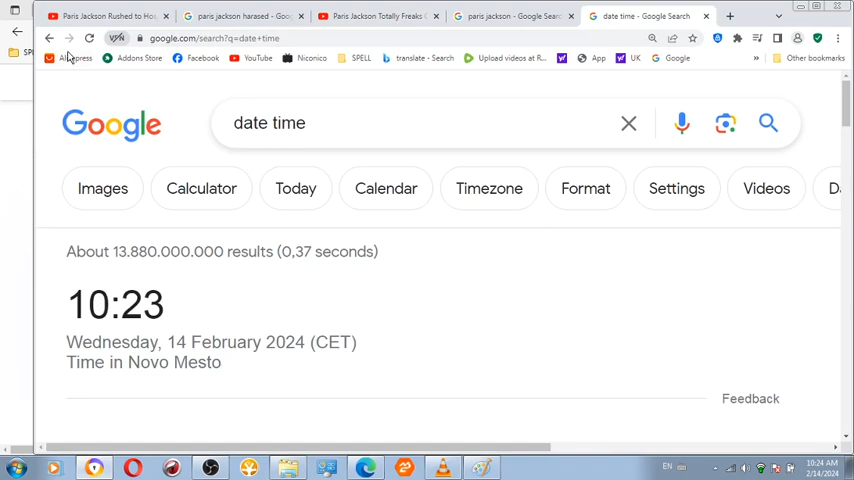 Paris Jackson Rushed to Ho
paris jackson harased - Goog
Paris Jackson Totally Freaks
paris jackson - Google Searc
date time - Google Search
VPN
google.com/search?q=date+time
SPE
Addons Store
Facebook
YouTube
Niconico
SPELL
translate - Search
Upload videos at R...
App
UK
Google
»
Other bookmarks
Google
date time
Images
Calculator
Today
Calendar
Timezone
Format
Settings
Videos
About 13.880.000.000 results (0,37 seconds)
10:23
Wednesday, 14 February 2024 (CET)
Time in Novo Mesto
Feedback
EN
10:24 AM
2/14/2024